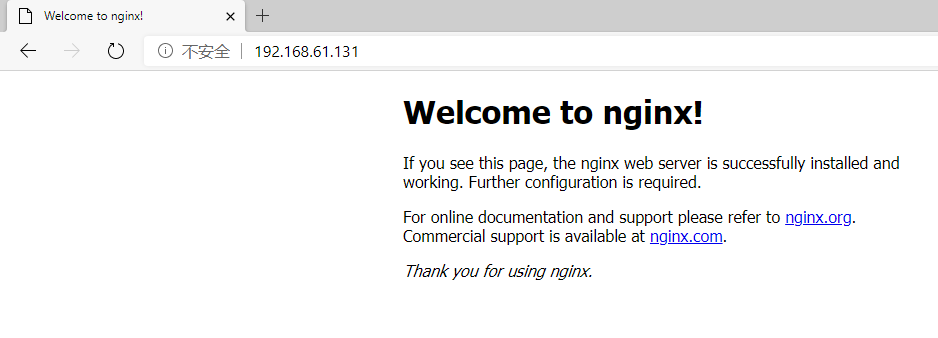 Welcome to nginx!
不安全 192.168.61.131
Welcome to nginx!
If you see this page, the nginx web server is successfully installed and
working. Further configuration is required.
For online documentation and support please refer to nginx.org.
Commercial support is available at nginx.com.
Thank you for using nginx.